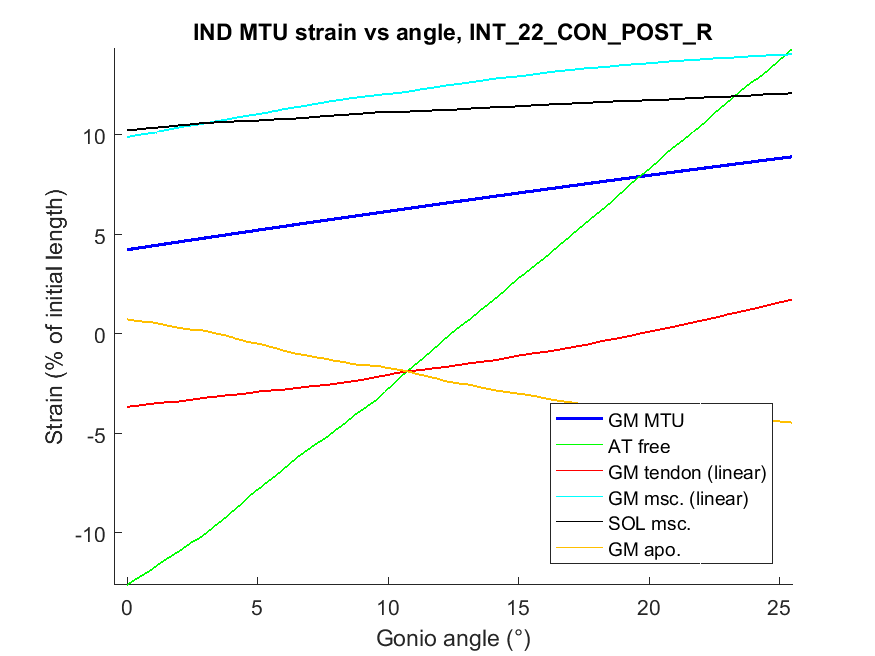 IND MTU strain vs angle, INT_22_CON_POST_R
Strain (% of initial length)
10
5
0
-5
-10
GM MTU
AT free
GM tendon (linear)
GM msc. (linear)
SOL msc.
GM apo.
0 5 10 15 20 25
Gonio angle (°)